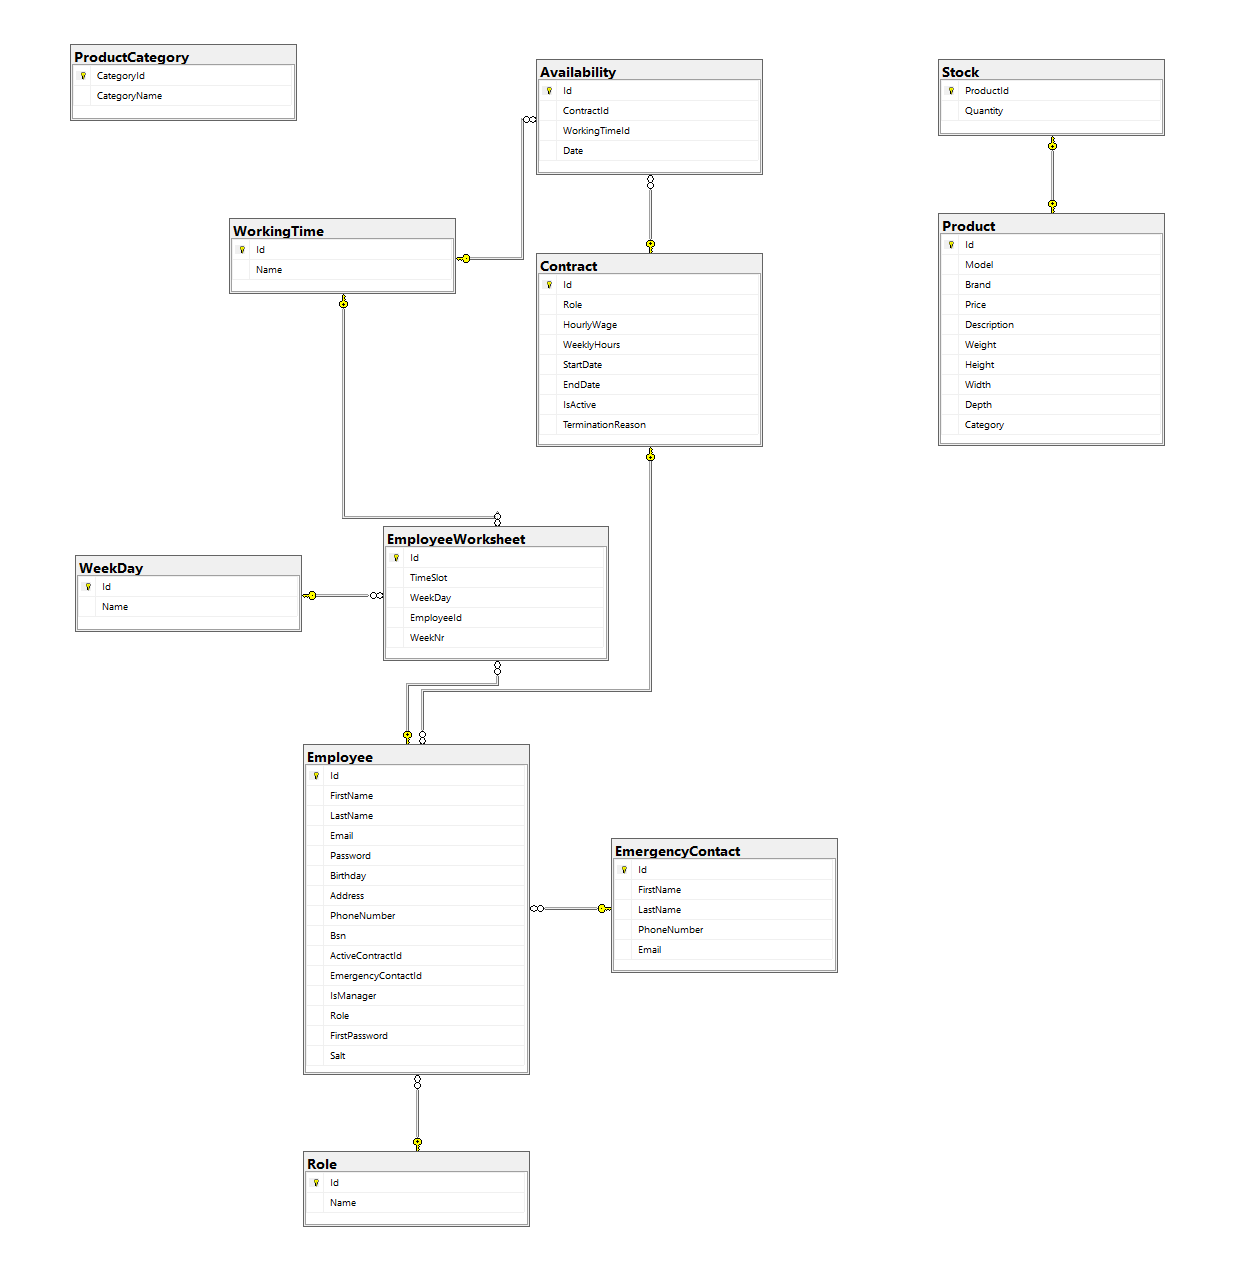 ProductCategory
CategoryId
CategoryName
Availability
Id
ContractId
WorkingTimeId
Date
Stock
ProductId
Quantity
WorkingTime
Id
Name
Contract
Id
Role
HourlyWage
WeeklyHours
StartDate
EndDate
IsActive
TerminationReason
Product
Id
Model
Brand
Price
Description
Weight
Height
Width
Depth
Category
WeekDay
Id
Name
EmployeeWorksheet
Id
TimeSlot
WeekDay
EmployeeId
WeekNr
Employee
Id
FirstName
LastName
Email
Password
Birthday
Address
PhoneNumber
Bsn
ActiveContractId
EmergencyContactId
IsManager
Role
FirstPassword
Salt
EmergencyContact
Id
FirstName
LastName
PhoneNumber
Email
Role
Id
Name